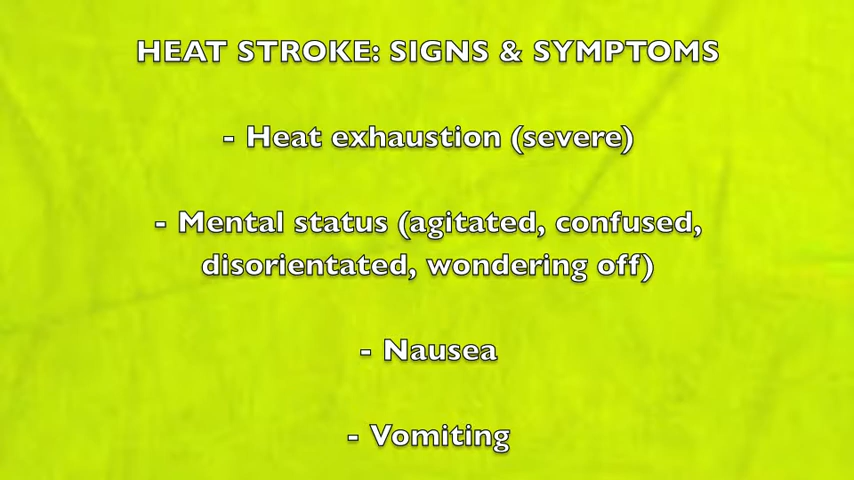 HEAT STROKE: SIGNS & SYMPTOMS
- Heat exhaustion (severe)
- Mental status (agitated, confused,
disorientated, wondering off)
- Nausea
- Vomiting